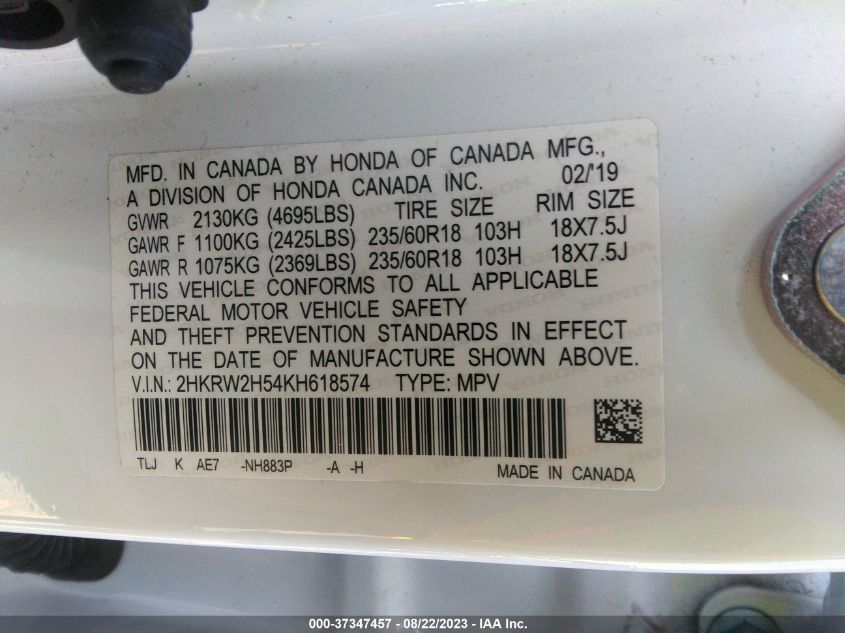 MFD. IN CANADA BY HONDA OF CANADA MFG.,
A DIVISION OF HONDA CANADA INC. 02/'19
GVWR 2130KG (4695LBS) TIRE SIZE RIM SIZE
GAWR F 1100KG (2425LBS) 235/60R18 103H 18X7.5J
GAWR R 1075KG (2369LBS) 235/60R18 103H 18X7.5J
THIS VEHICLE CONFORMS TO ALL APPLICABLE
FEDERAL MOTOR VEHICLE SAFETY
AND THEFT PREVENTION STANDARDS IN EFFECT
ON THE DATE OF MANUFACTURE SHOWN ABOVE.
V.I.N.: 2HKRW2H54KH618574 TYPE: MPV
TLJ K AE7 -NH883P -A -H MADE IN CANADA
000-37347457 - 08/22/2023 - IAA Inc.